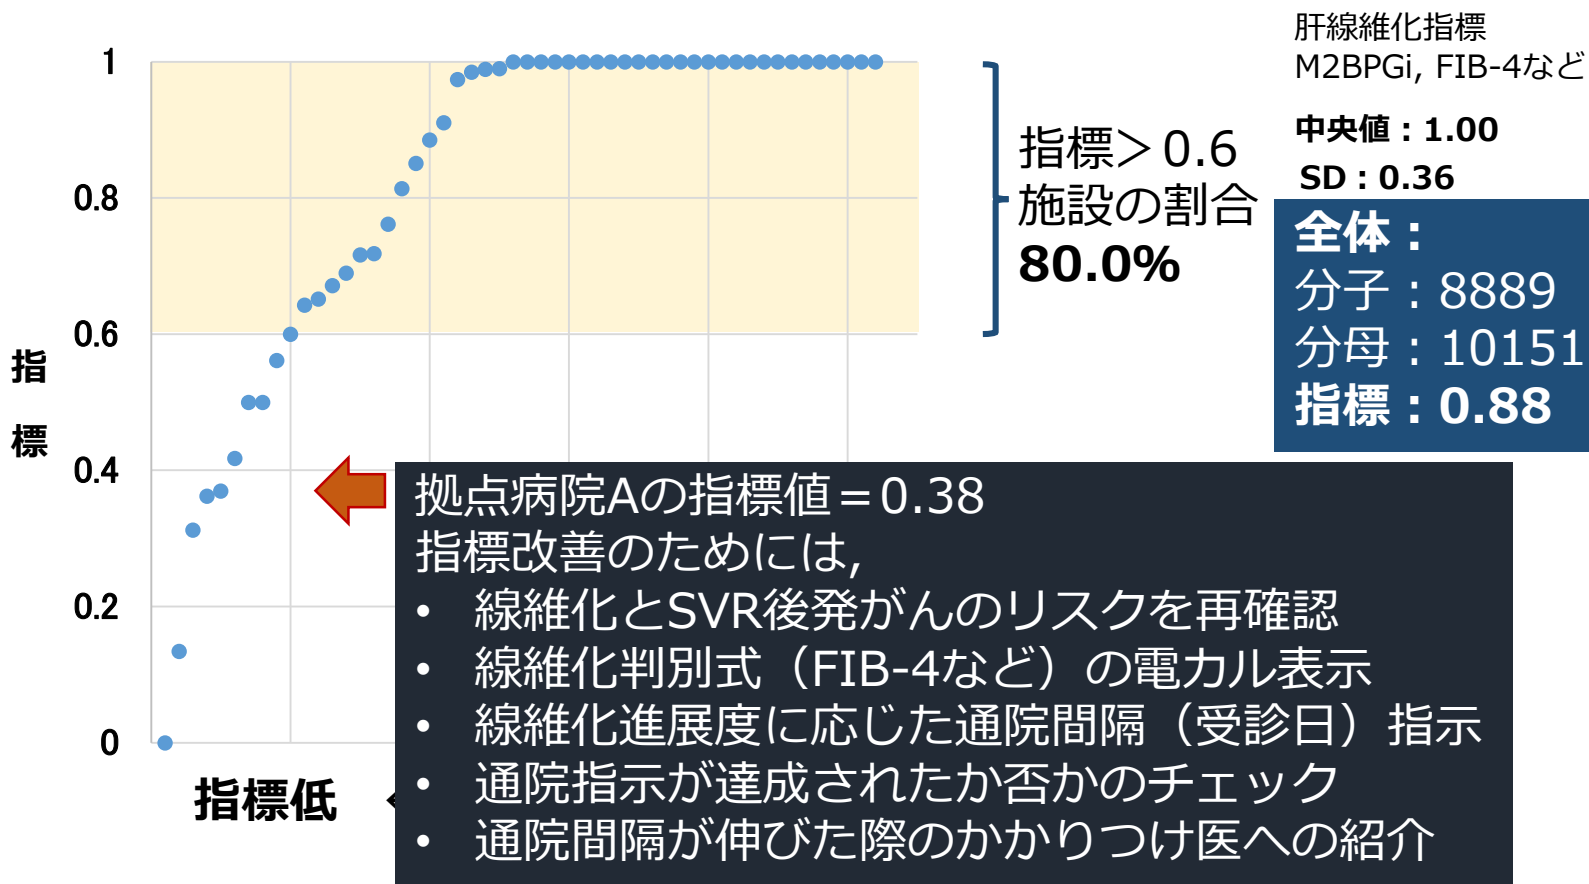 肝線維化指標
M2BPGi, FIB-4など
中央値：1.00
SD：0.36
全体：
分子：8889
分母：10151
指標：0.88
指標＞0.6
施設の割合
80.0%
1
0.8
0.6
0.4
0.2
0
指標
指標低
拠点病院Aの指標値＝0.38
指標改善のためには,
• 線維化とSVR後発がんのリスクを再確認
• 線維化判別式（FIB-4など）の電カル表示
• 線維化進展度に応じた通院間隔（受診日）指示
• 通院指示が達成されたか否かのチェック
• 通院間隔が伸びた際のかかりつけ医への紹介